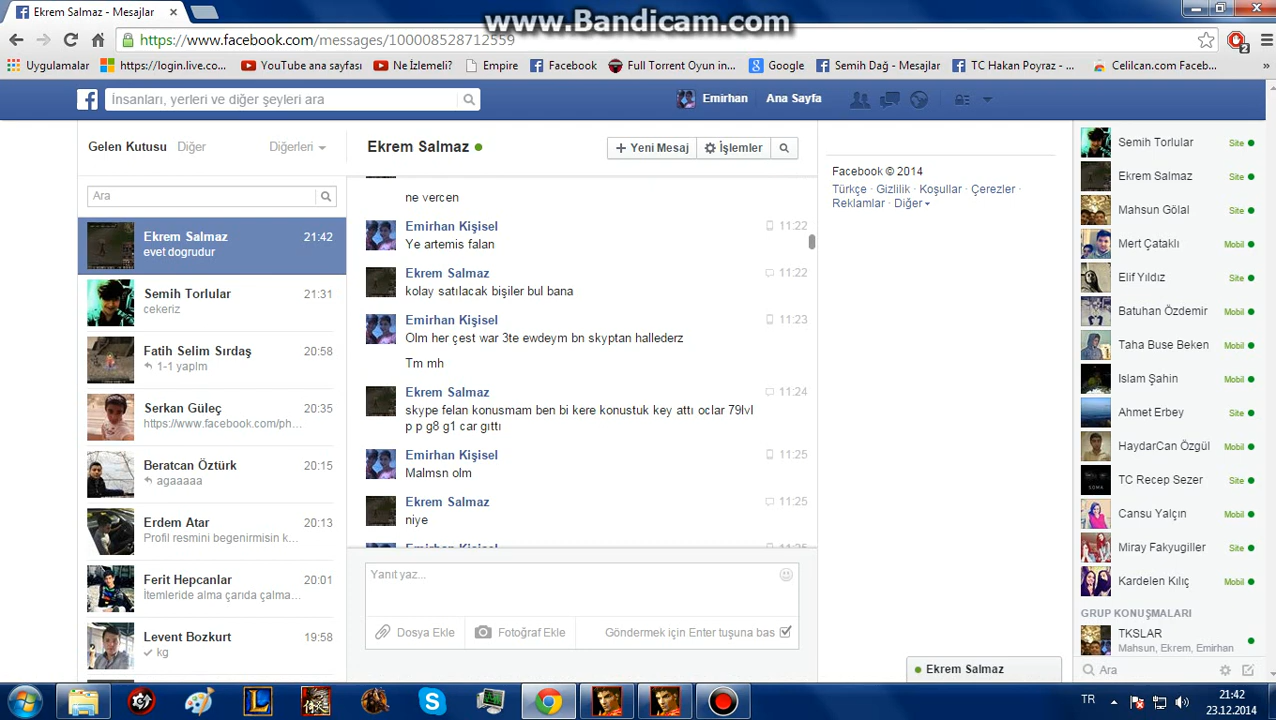 www.Bandicam.com
Ekrem Salmaz - Mesajlar
https://www.facebook.com/messages/100008528712559
2
Uygulamalar
https://login.live.co...
YouTube ana sayfası
Ne İzlemeli?
Empire
Facebook
Full Torrent Oyun in...
Googl
Semih Dağ - Mesajlar
TC Hakan Poyraz - ...
Celilcan.com Faceb...
İnsanları, yerleri ve diğer şeyleri ara
Emirhan
Ana Sayfa
Gelen Kutusu
Diğer
Diğerleri
Ara
Ekrem Salmaz
21:42
evet dogrudur
Semih Torlular
21:31
cekeriz
Fatih Selim Sırdaş
20:58
1-1 yapim
Serkan Güleç
20:35
https://www.facebook.com/ph...
Beratcan Öztürk
20:15
agaaaaa
Erdem Atar
20:13
Profil resmini begenirmisin k...
Ferit Hepcanlar
20:01
İtemleride alma çarıda çalma...
Levent Bozkurt
19:58
kg
Ekrem Salmaz
Yeni Mesaj
İşlemler
ne vercen
Emirhan Kişisel
11:22
Ye artemis falan
Ekrem Salmaz
11:22
kolay satılacak bişiler bul bana
Emirhan Kişisel
11:23
Olm her çest war 3te ewdeym bn skyptan hallederz
Tm mh
Ekrem Salmaz
11:24
skype felan konusmam ben bi kere konustuk key attı oclar 79lvl
p p g8 g1 car gıttı
Emirhan Kişisel
11:25
Malmsn olm
Ekrem Salmaz
11:25
niye
Emirhan Kişisel
11:25
Yanıt yaz...
Dosya Ekle
Fotoğraf Ekle
Göndermek için Enter tuşuna bas
Facebook © 2014
Türkçe · Gizlilik · Koşullar · Çerezler ·
Reklamlar · Diğer
Ekrem Salmaz
Semih Torlular
Site
Ekrem Salmaz
Site
Mahsun Gölal
Site
Mert Çataklı
Mobil
Elif Yıldız
Site
Batuhan Özdemir
Mobil
Taha Buse Beken
Mobil
Islam Şahin
Mobil
Ahmet Erbey
Site
HaydarCan Özgül
Mobil
TC Recep Sezer
Site
Cansu Yalçın
Mobil
Miray Fakyugiller
Site
Kardelen Kılıç
Mobil
GRUP KONUŞMALARI
TKSLAR
Mahsun, Ekrem, Emirhan
Ara
TR
21:42
23.12.2014